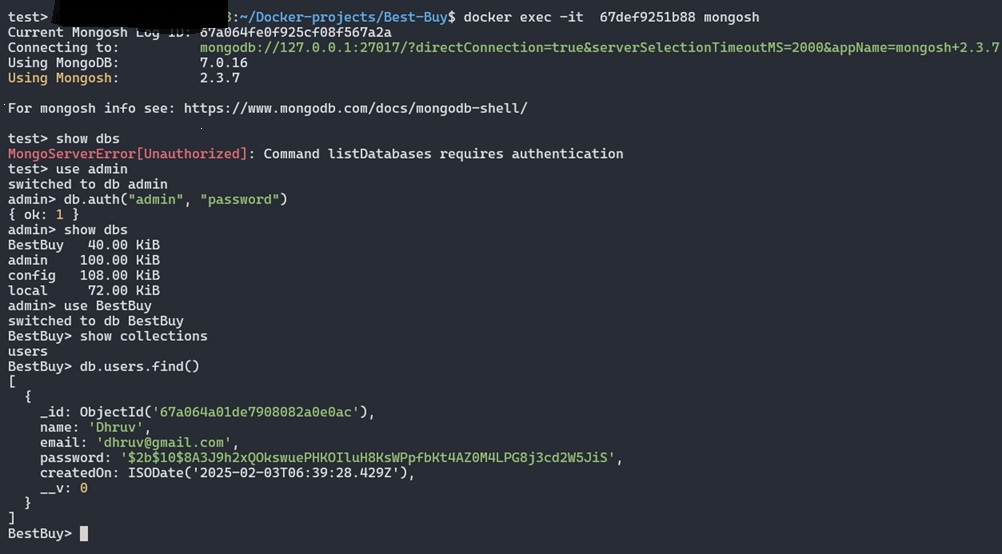 test> 8:~/Docker-projects/Best-Buy$ docker exec -it  67def9251b88 mongosh
Current Mongosh Log ID: 67a064fe0f925cf08f567a2a
Connecting to:          mongodb://127.0.0.1:27017/?directConnection=true&serverSelectionTimeoutMS=2000&appName=mongosh+2.3.7
Using MongoDB:          7.0.16
Using Mongosh:          2.3.7
For mongosh info see: https://www.mongodb.com/docs/mongodb-shell/
test> show dbs
MongoServerError[Unauthorized]: Command listDatabases requires authentication
test> use admin
switched to db admin
admin> db.auth("admin", "password")
{ ok: 1 }
admin> show dbs
BestBuy   40.00 KiB
admin    100.00 KiB
config   108.00 KiB
local     72.00 KiB
admin> use BestBuy
switched to db BestBuy
BestBuy> show collections
users
BestBuy> db.users.find()
[
  {
    _id: ObjectId('67a064a01de7908082a0e0ac'),
    name: 'Dhruv',
    email: 'dhruv@gmail.com',
    password: '$2b$10$8A3J9h2xQOkswuePHKOIluH8KsWPpfbKt4AZ0M4LPG8j3cd2W5JiS',
    createdOn: ISODate('2025-02-03T06:39:28.429Z'),
    __v: 0
  }
]
BestBuy>